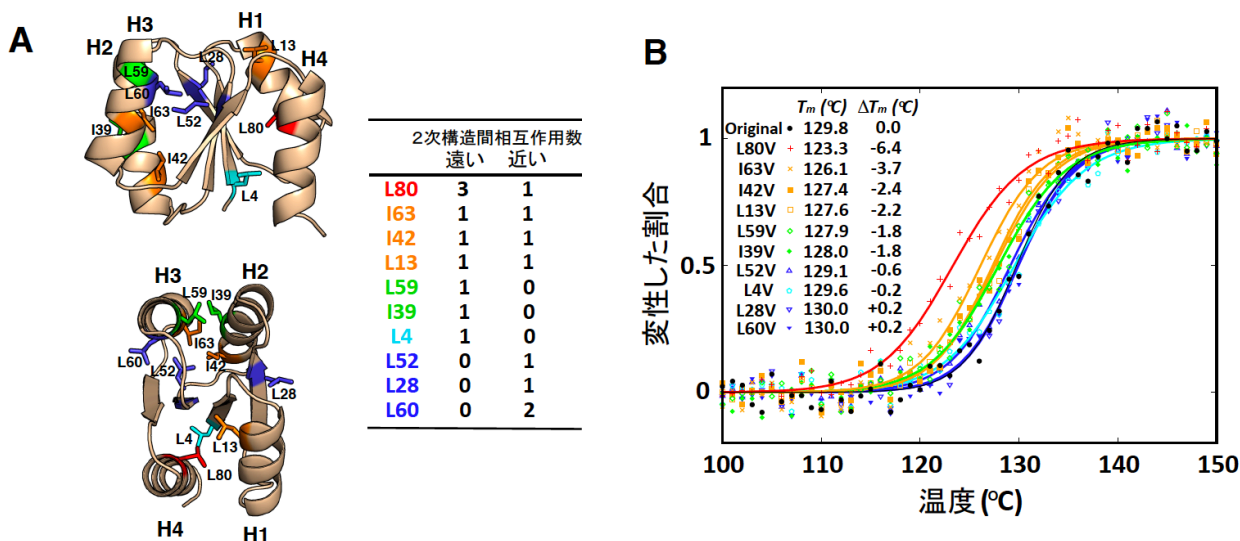 A
H3
H1
H2
L13
L28
H4
L59
L60
I63
L52
I39
L80
I42
L4
H3
H2
L59
I39
I63
L60
I42
L52
L28
L4
L13
L80
H4
H1
2次構造間相互作用数
遠い 近い
L80 3 1
I63 1 1
I42 1 1
L13 1 1
L59 1 0
I39 1 0
L4 1 0
L52 0 1
L28 0 1
L60 0 2
B
Tm (℃) ΔTm (℃)
Original 129.8 0.0
L80V 123.3 -6.4
I63V 126.1 -3.7
I42V 127.4 -2.4
L13V 127.6 -2.2
L59V 127.9 -1.8
I39V 128.0 -1.8
L52V 129.1 -0.6
L4V 129.6 -0.2
L28V 130.0 +0.2
L60V 130.0 +0.2
変性した割合
1
0.5
0
100 110 120 130 140 150
温度 (℃)